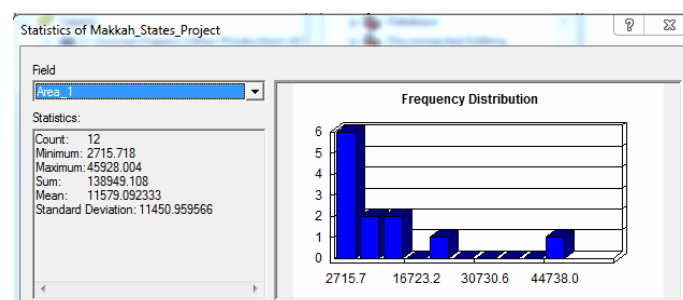 Statistics of Makkah_States_Project
Field
Area_1
Statistics:
Count: 12
Minimum: 2715.718
Maximum: 45928.004
Sum: 138949.108
Mean: 11579.092333
Standard Deviation: 11450.959566
Frequency Distribution
6
5
4
3
2
1
0
2715.7 16723.2 30730.6 44738.0